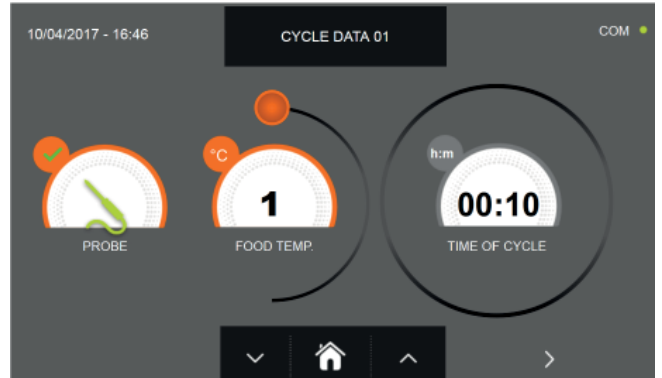 10/04/2017 - 16:46
CYCLE DATA 01
COM
°C
h:m
1
00:10
PROBE
FOOD TEMP.
TIME OF CYCLE